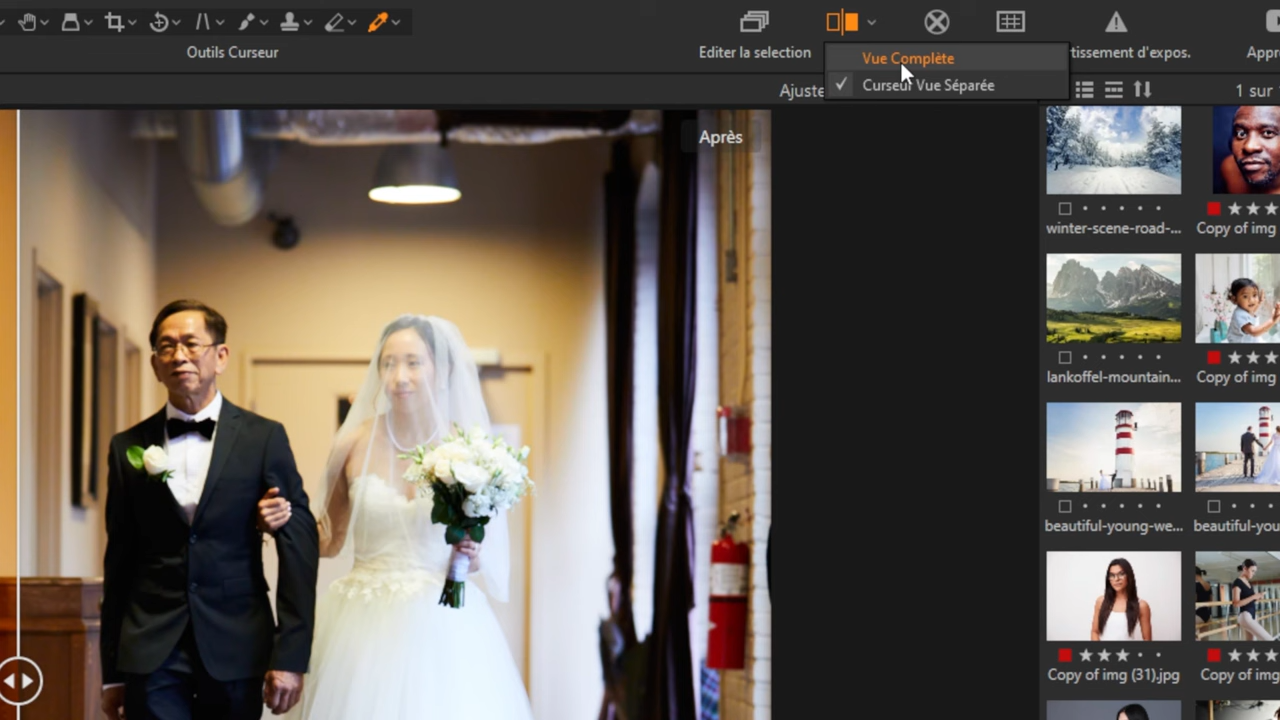 Outils Curseur
Editer la selection
tissement d'expos.
Appr
Vue Complète
Curseur Vue Séparée
Ajuste
1 sur
Après
winter-scene-road-...
Copy of img
lankoffel-mountain...
Copy of img
beautiful-young-we...
beautiful-you
Copy of img (31).jpg
Copy of img